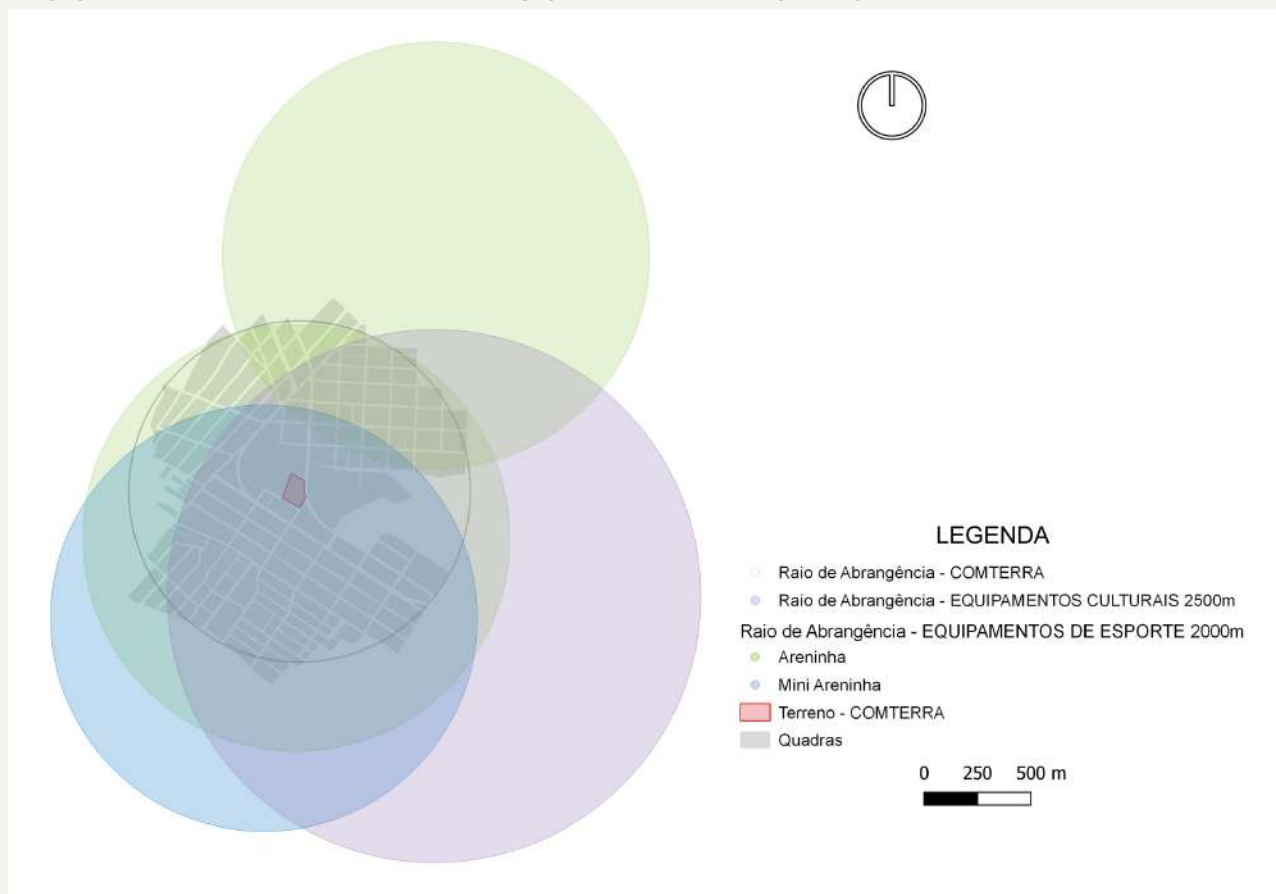 LEGENDA
Raio de Abrangência - COMTERRA
Raio de Abrangência - EQUIPAMENTOS CULTURAIS 2500m
Raio de Abrangência - EQUIPAMENTOS DE ESPORTE 2000m
Areninha
Mini Areninha
Terreno - COMTERRA
Quadras
0 250 500 m